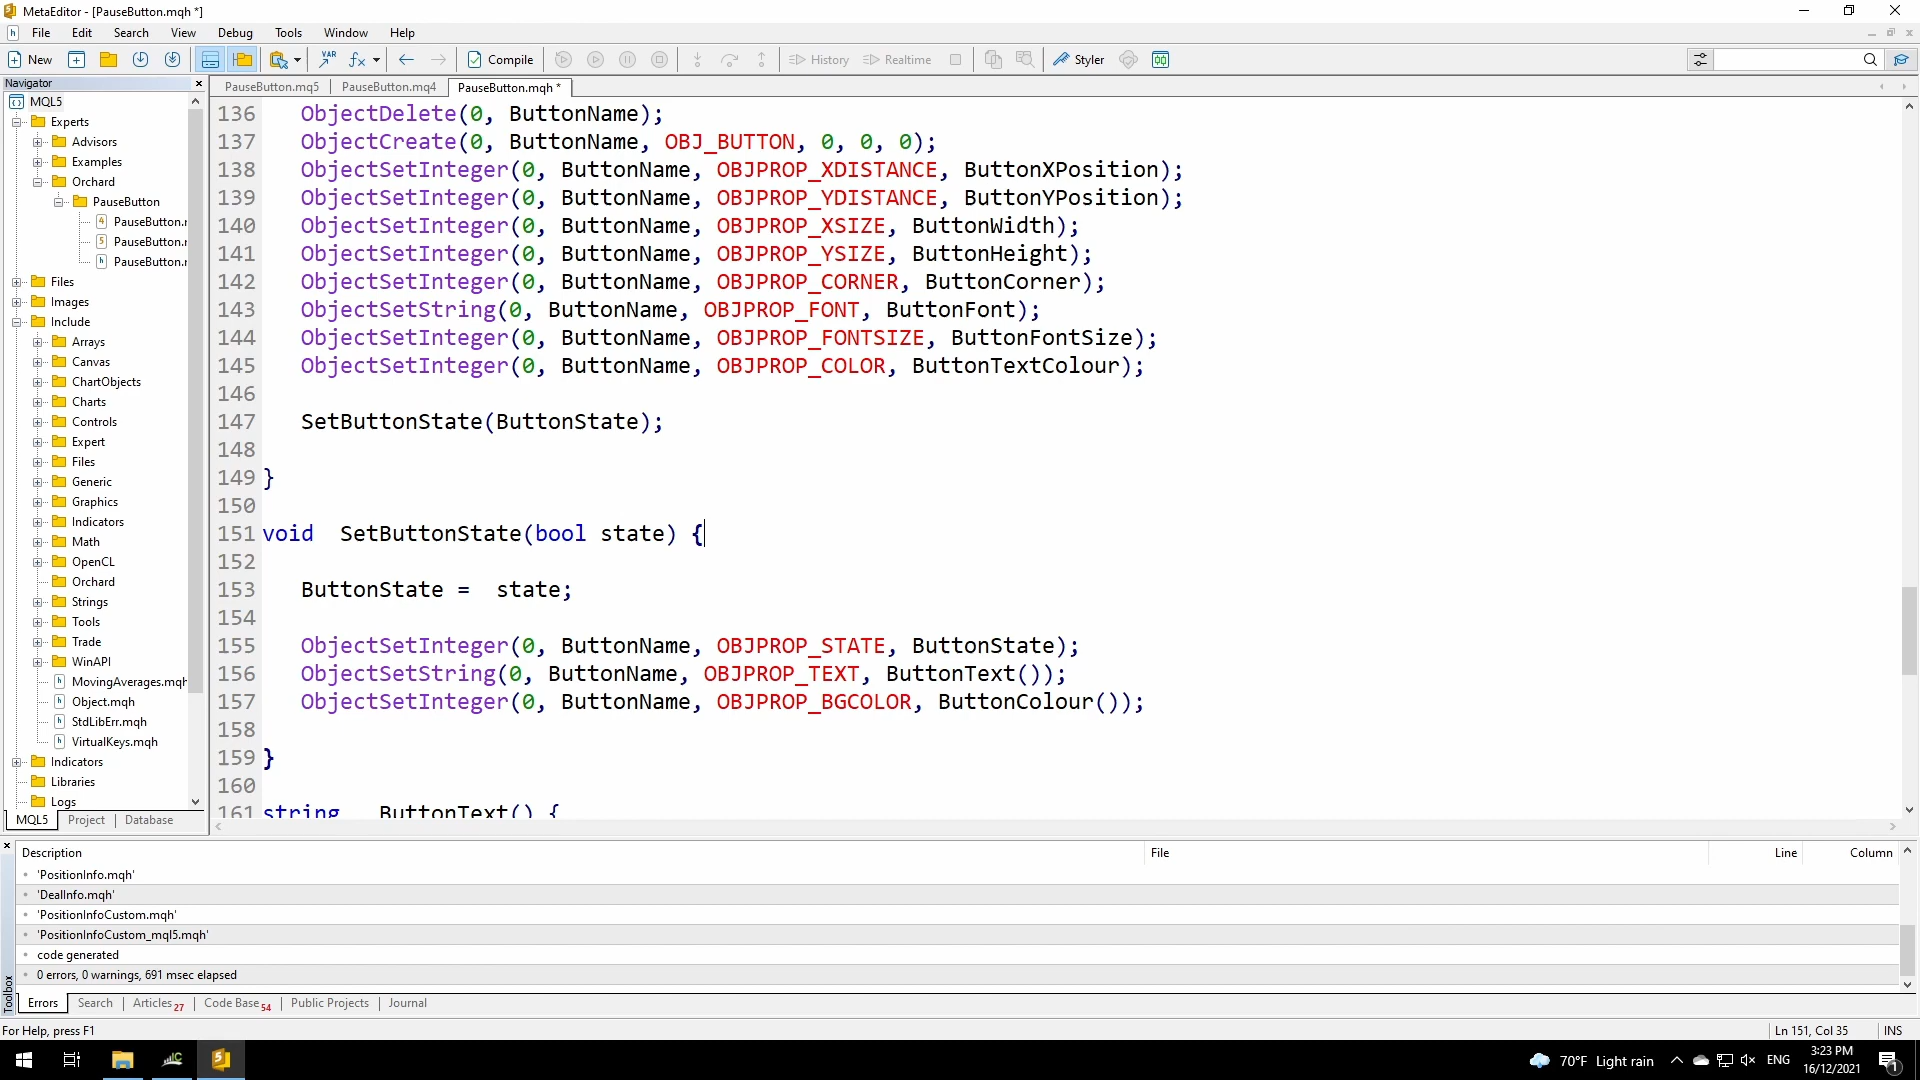 MetaEditor - [PauseButton.mqh *]
File Edit Search View Debug Tools Window Help
New VAR Compile History Realtime Styler
Navigator
PauseButton.mq5 PauseButton.mq4 PauseButton.mqh *
MQL5
Experts
Advisors
Examples
Orchard
PauseButton
PauseButton.r
PauseButton.r
PauseButton.r
Files
Images
Include
Arrays
Canvas
ChartObjects
Charts
Controls
Expert
Files
Generic
Graphics
Indicators
Math
OpenCL
Orchard
Strings
Tools
Trade
WinAPI
MovingAverages.mqh
Object.mqh
StdLibErr.mqh
VirtualKeys.mqh
Indicators
Libraries
Logs
MQL5 Project Database
136 ObjectDelete(0, ButtonName);
137 ObjectCreate(0, ButtonName, OBJ_BUTTON, 0, 0, 0);
138 ObjectSetInteger(0, ButtonName, OBJPROP_XDISTANCE, ButtonXPosition);
139 ObjectSetInteger(0, ButtonName, OBJPROP_YDISTANCE, ButtonYPosition);
140 ObjectSetInteger(0, ButtonName, OBJPROP_XSIZE, ButtonWidth);
141 ObjectSetInteger(0, ButtonName, OBJPROP_YSIZE, ButtonHeight);
142 ObjectSetInteger(0, ButtonName, OBJPROP_CORNER, ButtonCorner);
143 ObjectSetString(0, ButtonName, OBJPROP_FONT, ButtonFont);
144 ObjectSetInteger(0, ButtonName, OBJPROP_FONTSIZE, ButtonFontSize);
145 ObjectSetInteger(0, ButtonName, OBJPROP_COLOR, ButtonTextColour);
146
147 SetButtonState(ButtonState);
148
149 }
150
151 void SetButtonState(bool state) {
152
153 ButtonState = state;
154
155 ObjectSetInteger(0, ButtonName, OBJPROP_STATE, ButtonState);
156 ObjectSetString(0, ButtonName, OBJPROP_TEXT, ButtonText());
157 ObjectSetInteger(0, ButtonName, OBJPROP_BGCOLOR, ButtonColour());
158
159 }
160
161 string ButtonText() {
Description File Line Column
'PositionInfo.mqh'
'DealInfo.mqh'
'PositionInfoCustom.mqh'
'PositionInfoCustom_mql5.mqh'
code generated
0 errors, 0 warnings, 691 msec elapsed
Toolbox
Errors Search Articles 27 Code Base 54 Public Projects Journal
For Help, press F1 Ln 151, Col 35 INS
70°F Light rain ENG 3:23 PM
16/12/2021
1